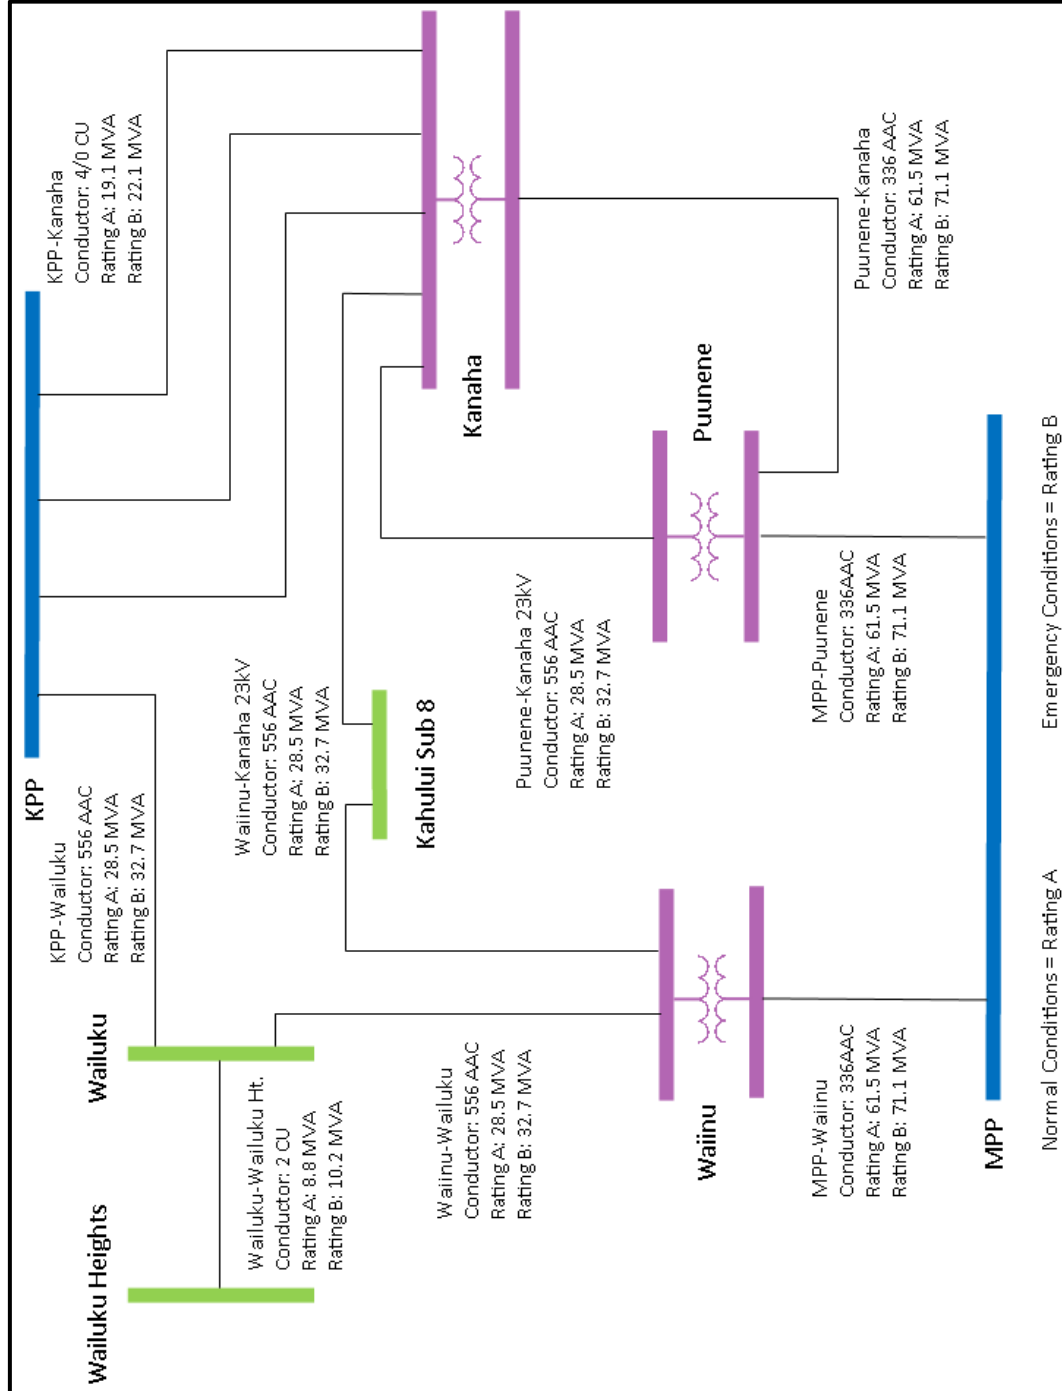 KPP-Kanaha
Conductor: 4/0 CU
Rating A: 19.1 MVA
Rating B: 22.1 MVA
KPP
KPP-Wailuku
Conductor: 556 AAC
Rating A: 28.5 MVA
Rating B: 32.7 MVA
Wailuku
Wailuku Heights
Wailuku-Wailuku Ht.
Conductor: 2 CU
Rating A: 8.8 MVA
Rating B: 10.2 MVA
Waiinu-Kanaha 23kV
Conductor: 556 AAC
Rating A: 28.5 MVA
Rating B: 32.7 MVA
Kahului Sub 8
Kanaha
Waiinu-Wailuku
Conductor: 556 AAC
Rating A: 28.5 MVA
Rating B: 32.7 MVA
Puunene-Kanaha 23kV
Conductor: 556 AAC
Rating A: 28.5 MVA
Rating B: 32.7 MVA
Puunene
Puunene-Kanaha
Conductor: 336 AAC
Rating A: 61.5 MVA
Rating B: 71.1 MVA
Waiinu
MPP-Waiinu
Conductor: 336AAC
Rating A: 61.5 MVA
Rating B: 71.1 MVA
MPP-Puunene
Conductor: 336AAC
Rating A: 61.5 MVA
Rating B: 71.1 MVA
MPP
Normal Conditions = Rating A
Emergency Conditions = Rating B